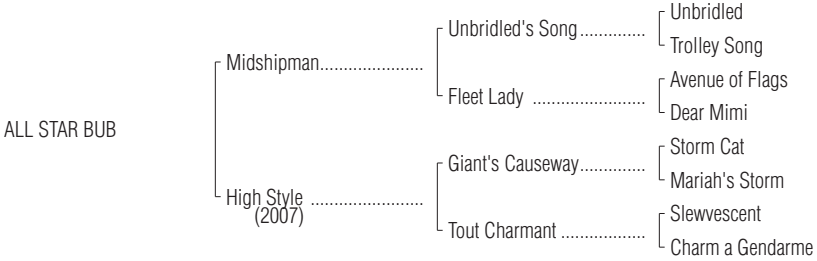 Unbridled
Unbridled's Song..............
Trolley Song
Midshipman......................
Avenue of Flags
Fleet Lady ........................
Dear Mimi
ALL STAR BUB
Storm Cat
Giant's Causeway..............
Mariah's Storm
High Style ........................
(2007)
Slewvescent
Tout Charmant ..................
Charm a Gendarme